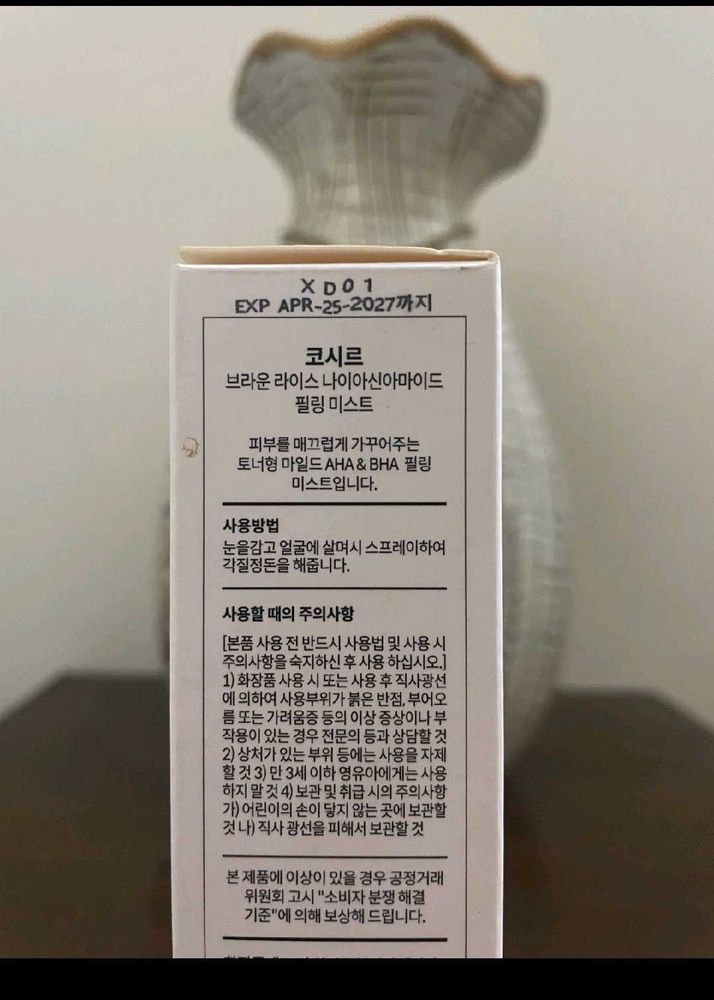 XD01
EXP APR-25-2027까지
코시르
브라운 라이스 나이아신아마이드
필링 미스트
피부를 매끄럽게 가꾸어주는
토너형 마일드 AHA & BHA 필링
미스트입니다.
사용방법
눈을감고 얼굴에 살며시 스프레이하여
각질정돈을 해줍니다.
사용할 때의 주의사항
[본품 사용 전 반드시 사용법 및 사용 시
주의사항을 숙지하신 후 사용 하십시오.]
1) 화장품 사용 시 또는 사용 후 직사광선
에 의하여 사용부위가 붉은 반점, 부어오
름 또는 가려움증 등의 이상 증상이나 부
작용이 있는 경우 전문의 등과 상담할 것
2) 상처가 있는 부위 등에는 사용을 자제
할 것 3) 만 3세 이하 영유아에게는 사용
하지 말 것 4) 보관 및 취급 시의 주의사항
가) 어린이의 손이 닿지 않는 곳에 보관할
것 나) 직사 광선을 피해서 보관할 것
본 제품에 이상이 있을 경우 공정거래
위원회 고시 "소비자 분쟁 해결
기준"에 의해 보상해 드립니다.